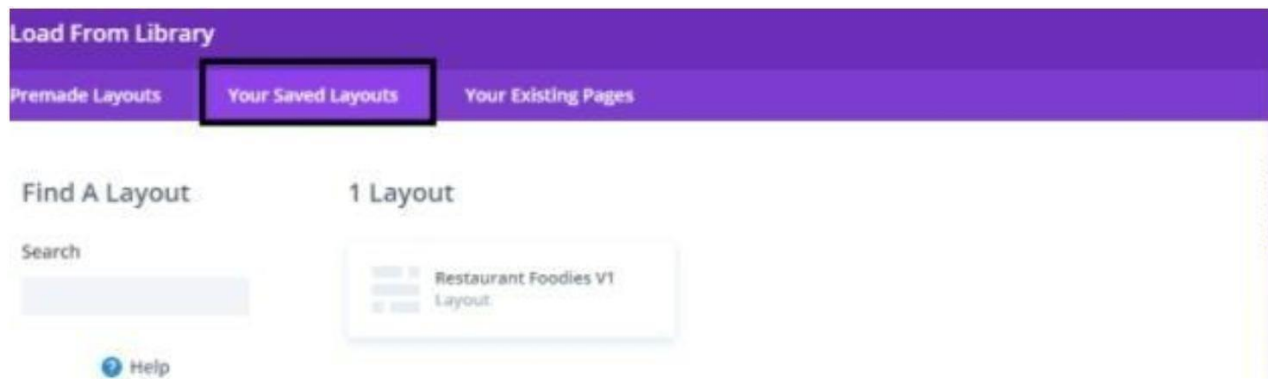 Load From Library
Premade Layouts Your Saved Layouts Your Existing Pages
Find A Layout
1 Layout
Search
Restaurant Foodies V1
Layout
Help